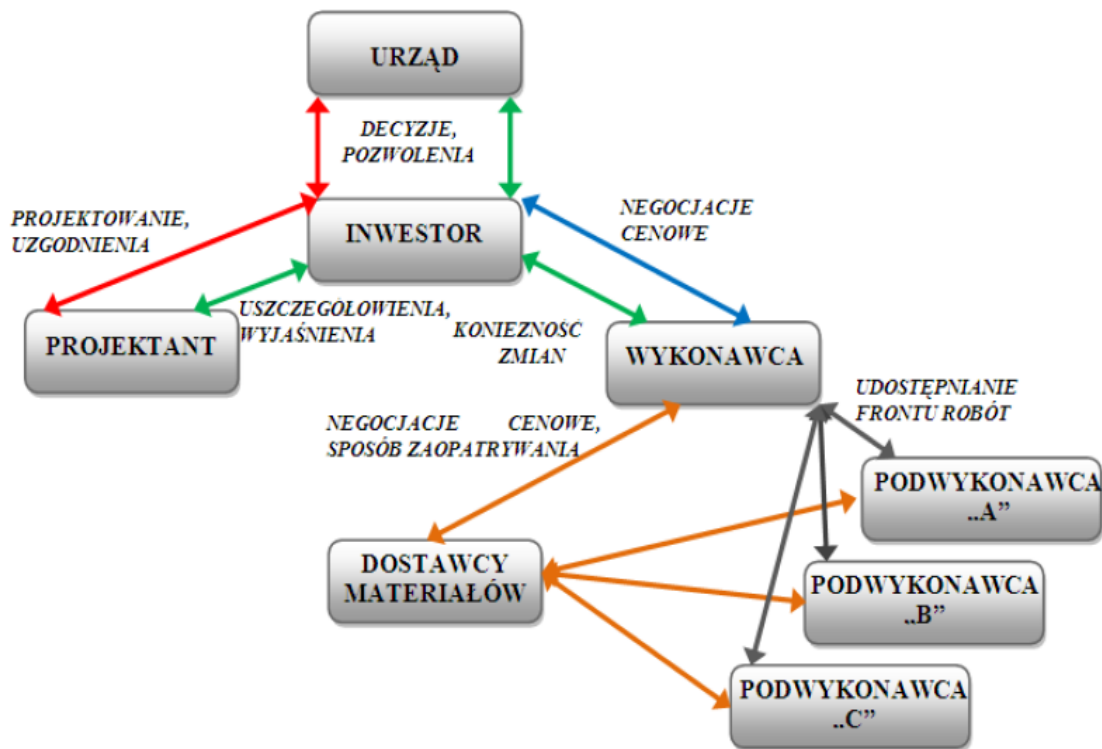 URZĄD
DECYZJE,
POZWOLENIA
PROJEKTOWANIE,
UZGODNIENIA
INWESTOR
NEGOCJACJE
CENOWE
USZCZEGÓŁOWIENIA,
WYJAŚNIENIA
PROJEKTANT
KONIEZNOŚĆ
ZMIAN
WYKONAWCA
UDOSTĘPNIANIE
FRONTU ROBÓT
NEGOCJACJE CENOWE,
SPOSÓB ZAOPATRYWANIA
PODWYKONAWCA
„A”
DOSTAWCY
MATERIAŁÓW
PODWYKONAWCA
„B”
PODWYKONAWCA
„C”